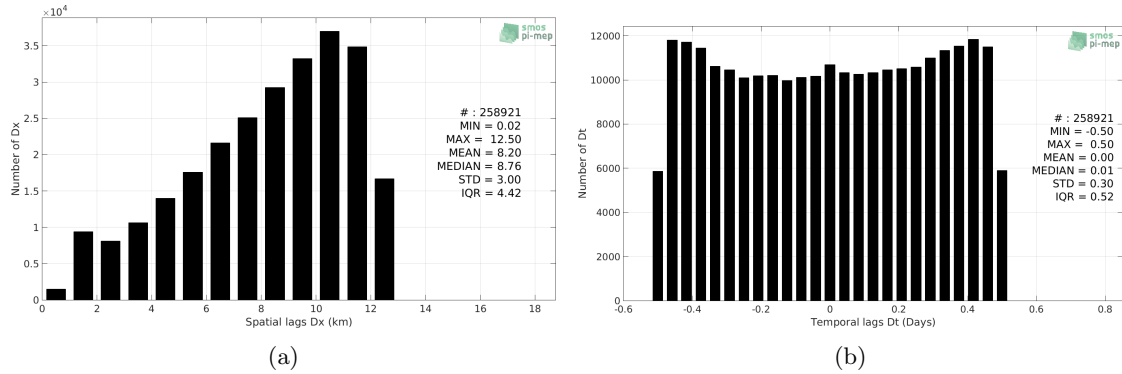 ×10⁴
3.5
3
2.5
2
1.5
1
0.5
0
Number of Dx
0 2 4 6 8 10 12 14 16 18
Spatial lags Dx (km)
smos
pi-mep
# : 258921
MIN = 0.02
MAX = 12.50
MEAN = 8.20
MEDIAN = 8.76
STD = 3.00
IQR = 4.42
(a)
12000
10000
8000
6000
4000
2000
0
Number of Dt
-0.6 -0.4 -0.2 0 0.2 0.4 0.6 0.8
Temporal lags Dt (Days)
smos
pi-mep
# : 258921
MIN = -0.50
MAX = 0.50
MEAN = 0.00
MEDIAN = 0.01
STD = 0.30
IQR = 0.52
(b)